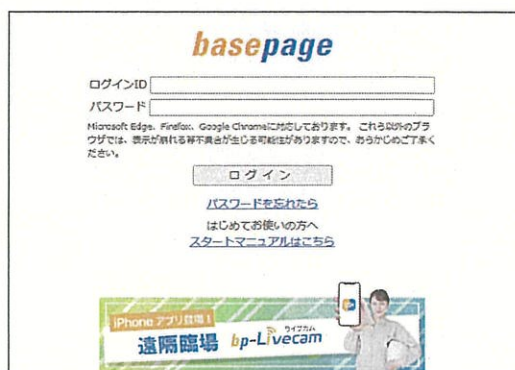 basepage
ログインID
パスワード
Microsoft Edge、Firefox、Google Chromeに対応しております。 これら以外のブラ
ウザでは、表示が崩れる等不具合が生じる可能性がありますので、あらかじめご了承く
ださい。
ログイン
パスワードを忘れたら
はじめてお使いの方へ
スタートマニュアルはこちら
iPhone アプリ登場！
遠隔臨場
ライブカム
bp-Livecam